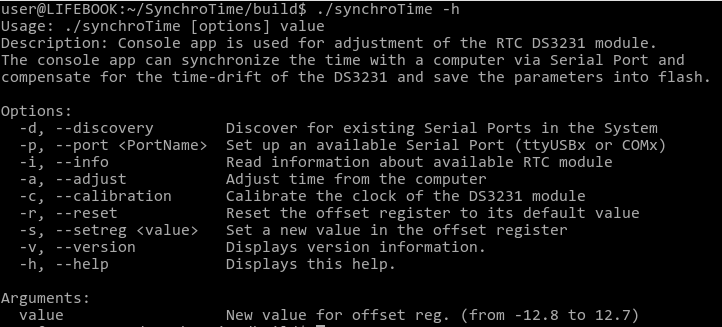 user@LIFEBOOK:~/SynchroTime/build$ ./synchroTime -h
Usage: ./synchroTime [options] value
Description: Console app is used for adjustment of the RTC DS3231 module.
The console app can synchronize the time with a computer via Serial Port and
compensate for the time-drift of the DS3231 and save the parameters into flash.

Options:
  -d, --discovery        Discover for existing Serial Ports in the System
  -p, --port <PortName>  Set up an available Serial Port (ttyUSBx or COMx)
  -i, --info             Read information about available RTC module
  -a, --adjust           Adjust time from the computer
  -c, --calibration      Calibrate the clock of the DS3231 module
  -r, --reset            Reset the offset register to its default value
  -s, --setreg <value>   Set a new value in the offset register
  -v, --version          Displays version information.
  -h, --help             Displays this help.

Arguments:
  value                  New value for offset reg. (from -12.8 to 12.7)